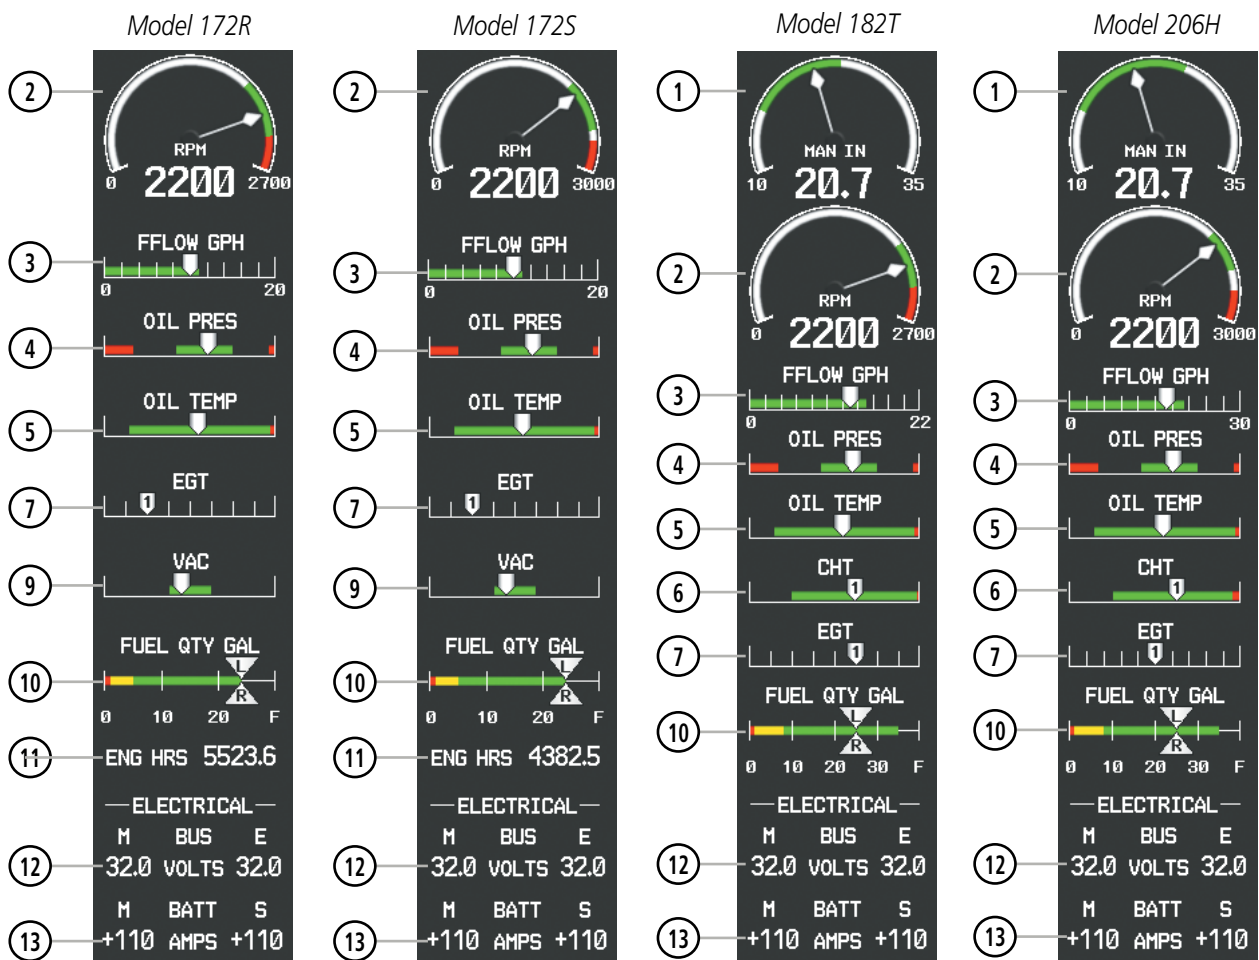 Model 172R
2
RPM
0 2200 2700
FFLOW GPH
3
0 20
OIL PRES
4
OIL TEMP
5
EGT
7 1
VAC
9
FUEL QTY GAL
L
10
R
0 10 20 F
11 ENG HRS 5523.6
ELECTRICAL
M BUS E
12 32.0 VOLTS 32.0
M BATT S
13 +110 AMPS +110
Model 172S
2
RPM
0 2200 3000
FFLOW GPH
3
0 20
OIL PRES
4
OIL TEMP
5
EGT
7 1
VAC
9
FUEL QTY GAL
L
10
R
0 10 20 F
11 ENG HRS 4382.5
ELECTRICAL
M BUS E
12 32.0 VOLTS 32.0
M BATT S
13 +110 AMPS +110
Model 182T
1
MAN IN
10 20.7 35
2
RPM
0 2200 2700
FFLOW GPH
3
0 22
OIL PRES
4
OIL TEMP
5
CHT
6 1
EGT
7 1
FUEL QTY GAL
L
10
R
0 10 20 30 F
ELECTRICAL
M BUS E
12 32.0 VOLTS 32.0
M BATT S
13 +110 AMPS +110
Model 206H
1
MAN IN
10 20.7 35
2
RPM
0 2200 3000
FFLOW GPH
3
0 30
OIL PRES
4
OIL TEMP
5
CHT
6 1
EGT
7 1
FUEL QTY GAL
L
10
R
0 10 20 30 F
ELECTRICAL
M BUS E
12 32.0 VOLTS 32.0
M BATT S
13 +110 AMPS +110